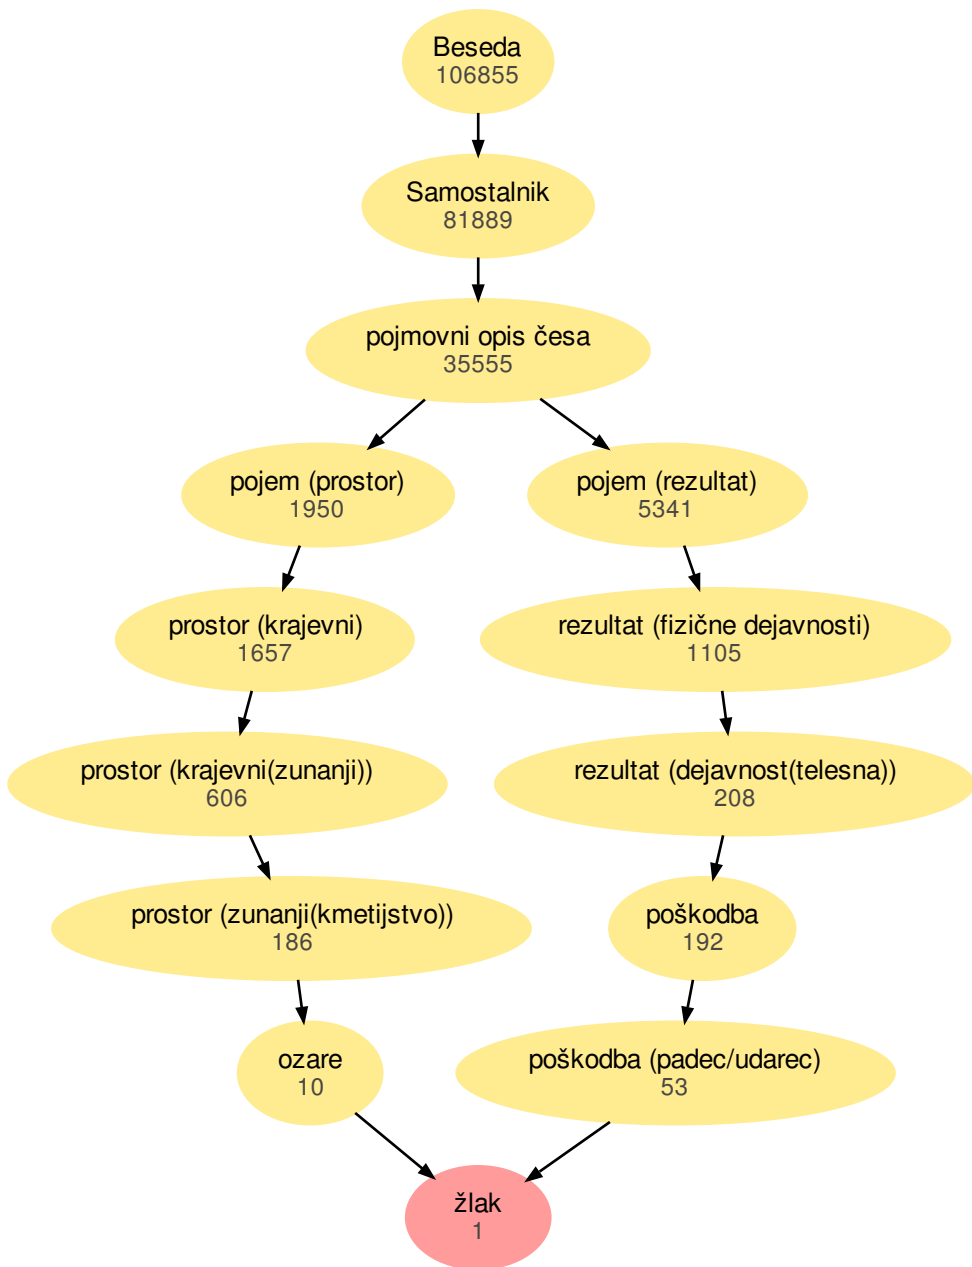 Beseda
106855
Samostalnik
81889
pojmovni opis česa
35555
pojem (prostor)
1950
pojem (rezultat)
5341
prostor (krajevni)
1657
rezultat (fizične dejavnosti)
1105
prostor (krajevni(zunanji))
606
rezultat (dejavnost(telesna))
208
prostor (zunanji(kmetijstvo))
186
poškodba
192
ozare
10
poškodba (padec/udarec)
53
žlak
1